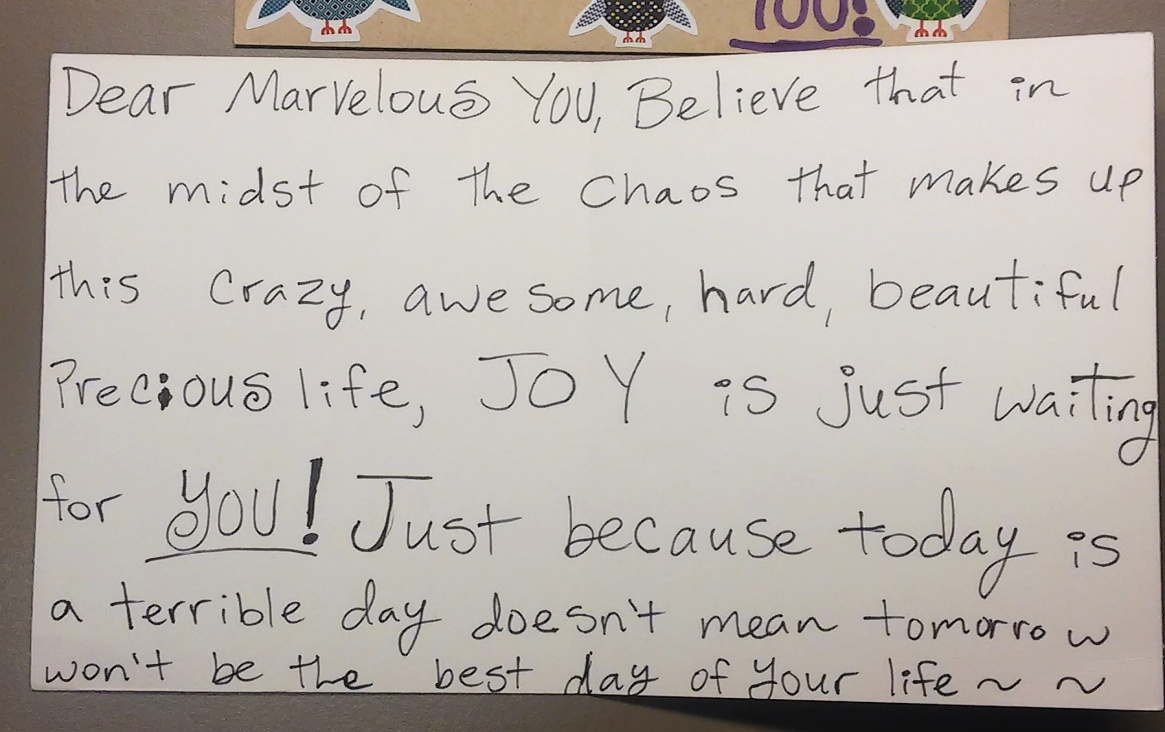 YOU!
Dear Marvelous YOU, Believe that in
the midst of the Chaos that makes up
this Crazy, awesome, hard, beautiful
Precious life, JOY is just waiting
for YOU! Just because today is
a terrible day doesn't mean tomorrow
won't be the best day of your life ~ ~